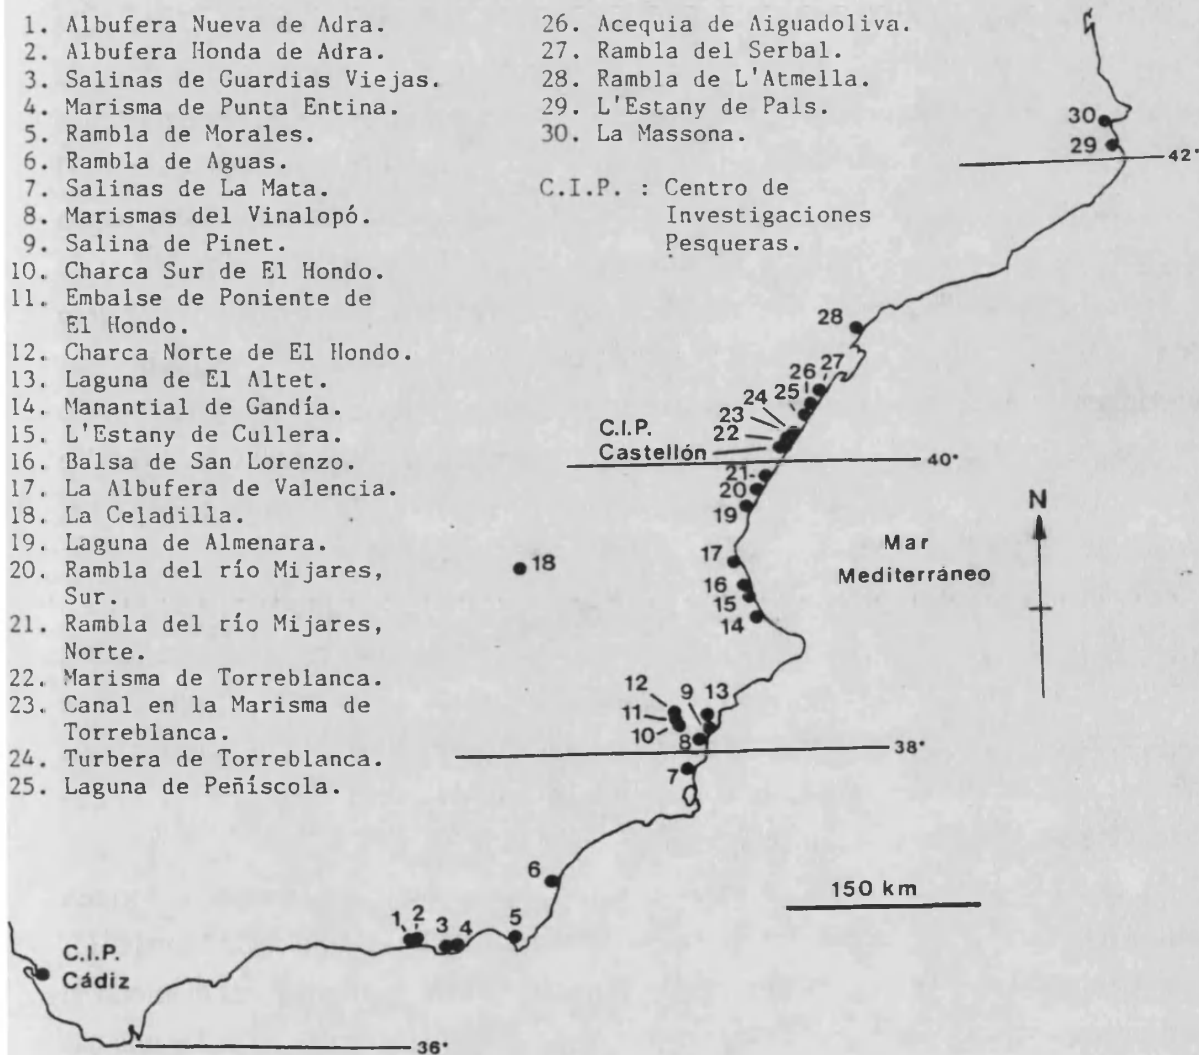 1. Albufera Nueva de Adra.
2. Albufera Honda de Adra.
3. Salinas de Guardias Viejas.
4. Marisma de Punta Entina.
5. Rambla de Morales.
6. Rambla de Aguas.
7. Salinas de La Mata.
8. Marismas del Vinalopó.
9. Salina de Pinet.
10. Charca Sur de El Hondo.
11. Embalse de Poniente de
El Hondo.
12. Charca Norte de El Hondo.
13. Laguna de El Altet.
14. Manantial de Gandía.
15. L'Estany de Cullera.
16. Balsa de San Lorenzo.
17. La Albufera de Valencia.
18. La Celadilla.
19. Laguna de Almenara.
20. Rambla del río Mijares,
Sur.
21. Rambla del río Mijares,
Norte.
22. Marisma de Torreblanca.
23. Canal en la Marisma de
Torreblanca.
24. Turbera de Torreblanca.
25. Laguna de Peñíscola.
26. Acequia de Aiguadoliva.
27. Rambla del Serbal.
28. Rambla de L'Atmella.
29. L'Estany de Pals.
30. La Massona.
C.I.P. : Centro de
Investigaciones
Pesqueras.
30
29
42°
28
27
26
25
24
23
22
C.I.P.
Castellón
40°
21
20
19
18
17
16
15
14
Mar
Mediterráneo
N
13
12
11
10
9
8
38°
7
6
150 km
5
4
3
2
1
C.I.P.
Cádiz
36°